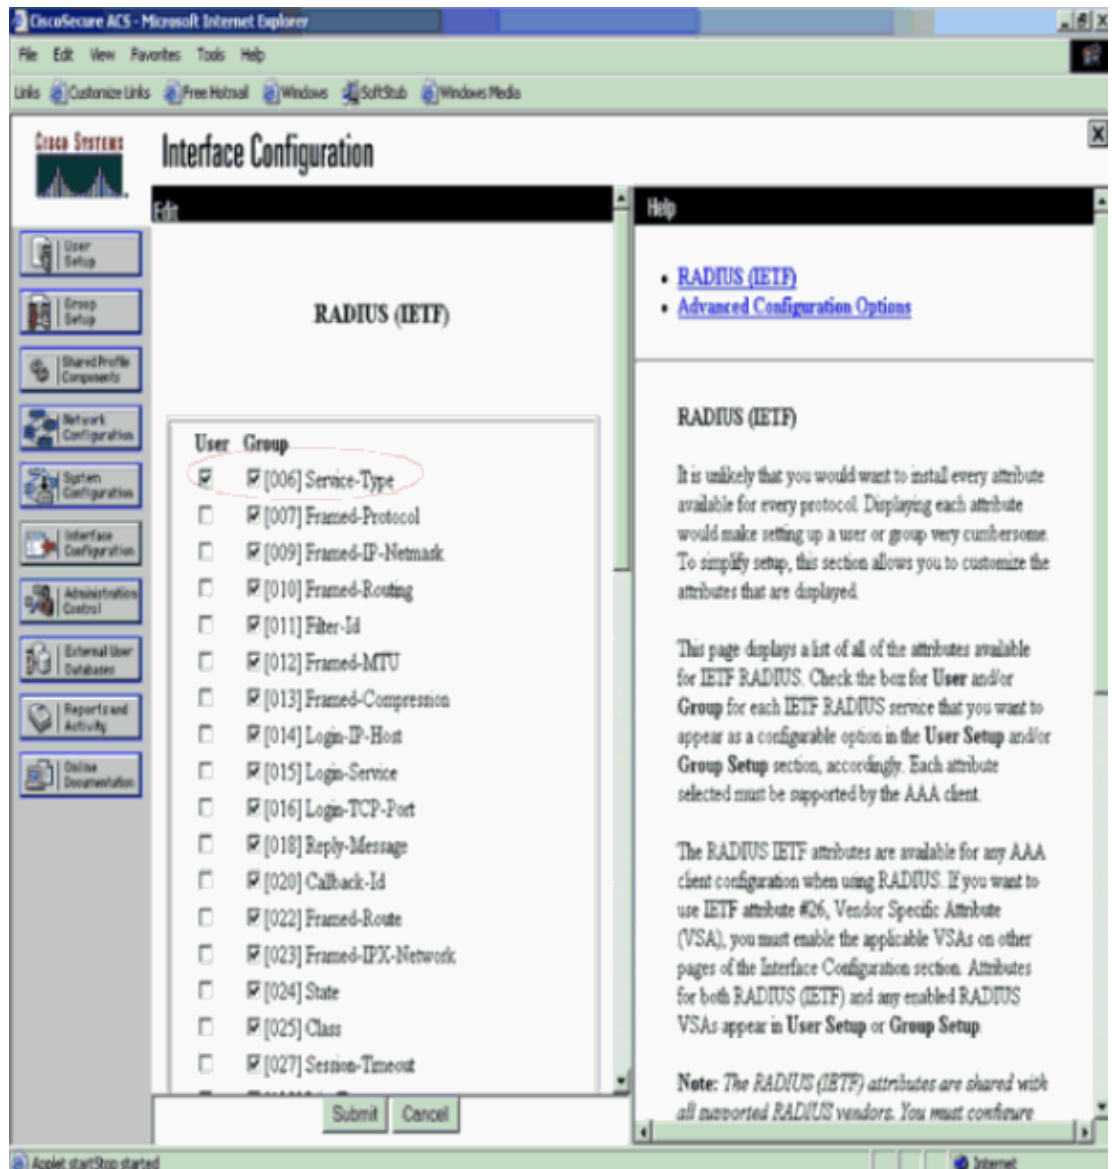 CiscoSecure ACS - Microsoft Internet Explorer
File Edit View Favorites Tools Help
Links Customize Links Free Hotmail Windows SoftStub Windows Media
CISCO SYSTEMS
Interface Configuration
User Setup
Group Setup
Shared Profile Components
Network Configuration
System Configuration
Interface Configuration
Administration Control
External User Databases
Reports and Activity
Online Documentation
Edit
RADIUS (IETF)
User Group
[006] Service-Type
[007] Framed-Protocol
[009] Framed-IP-Netmask
[010] Framed-Routing
[011] Filter-Id
[012] Framed-MTU
[013] Framed-Compression
[014] Login-IP-Host
[015] Login-Service
[016] Login-TCP-Port
[018] Reply-Message
[020] Callback-Id
[022] Framed-Route
[023] Framed-IPX-Network
[024] State
[025] Class
[027] Session-Timeout
Submit Cancel
Help
RADIUS (IETF)
Advanced Configuration Options
RADIUS (IETF)
It is unlikely that you would want to install every attribute
available for every protocol. Displaying each attribute
would make setting up a user or group very cumbersome.
To simplify setup, this section allows you to customize the
attributes that are displayed.
This page displays a list of all of the attributes available
for IETF RADIUS. Check the box for User and/or
Group for each IETF RADIUS service that you want to
appear as a configurable option in the User Setup and/or
Group Setup section, accordingly. Each attribute
selected must be supported by the AAA client.
The RADIUS IETF attributes are available for any AAA
client configuration when using RADIUS. If you want to
use IETF attribute #26, Vendor Specific Attribute
(VSA), you must enable the applicable VSAs on other
pages of the Interface Configuration section. Attributes
for both RADIUS (IETF) and any enabled RADIUS
VSAs appear in User Setup or Group Setup.
Note: The RADIUS (IETF) attributes are shared with
all supported RADIUS vendors. You must configure
Applet startStop started
Internet